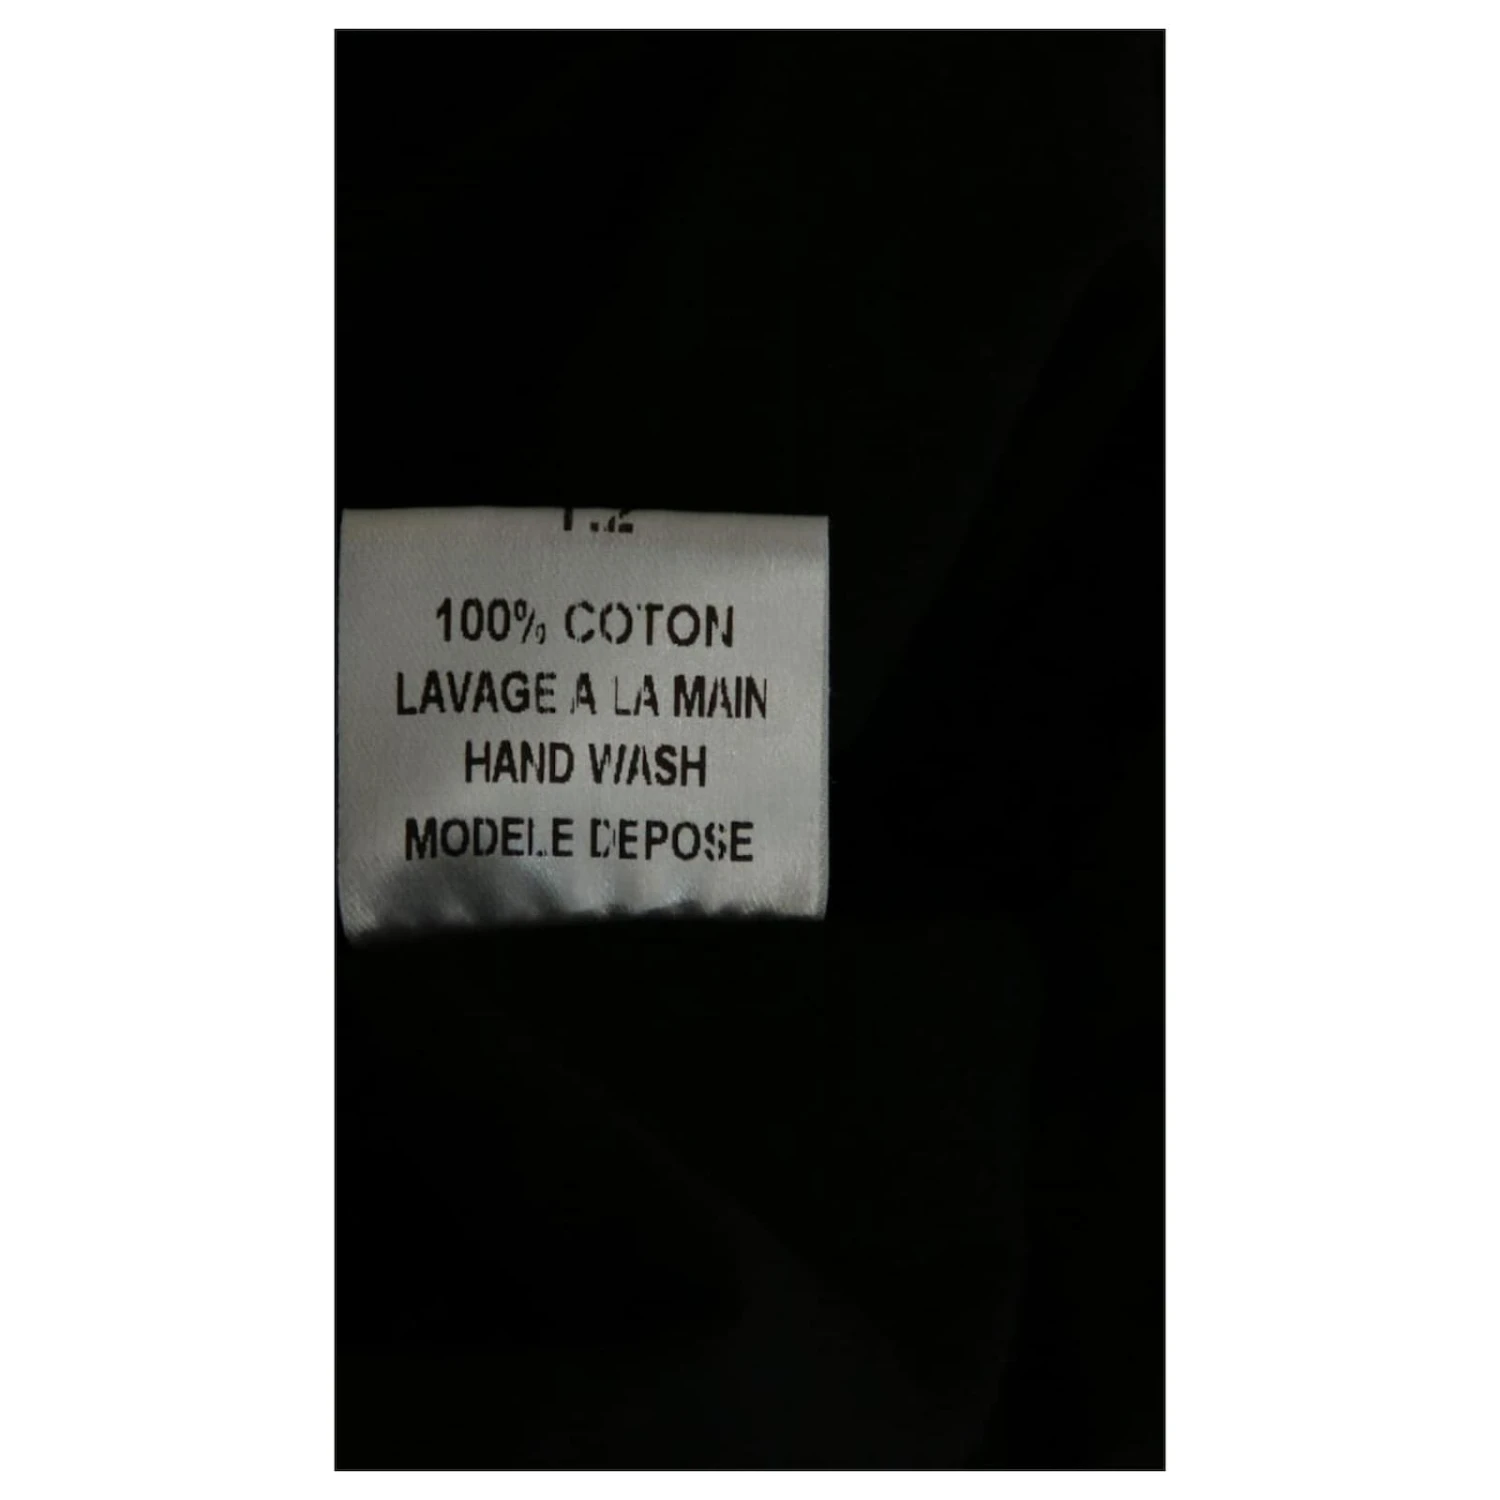 100% COTON
LAVAGE A LA MAIN
HAND WASH
MODELE DEPOSE